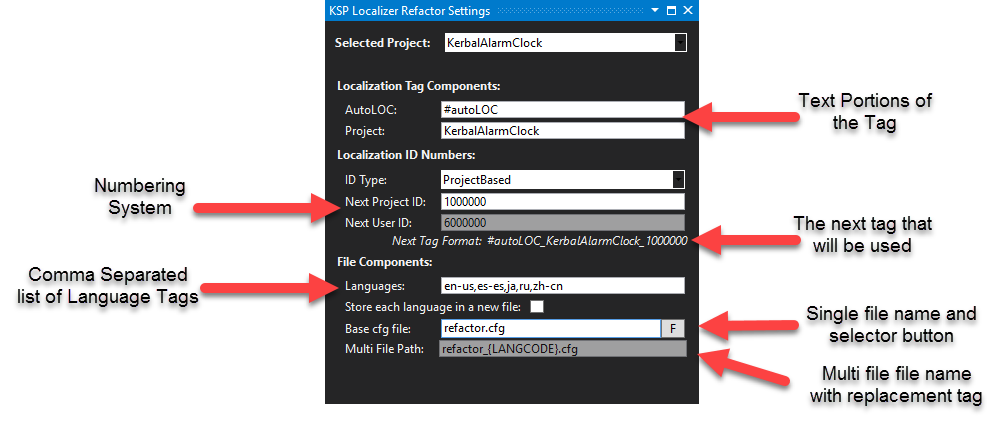 KSP Localizer Refactor Settings
Selected Project: KerbalAlarmClock
Localization Tag Components:
AutoLOC: #autoLOC
Project: KerbalAlarmClock
Text Portions of
the Tag
Localization ID Numbers:
ID Type: ProjectBased
Next Project ID: 1000000
Next User ID: 6000000
Numbering
System
Next Tag Format: #autoLOC_KerbalAlarmClock_1000000
The next tag that
will be used
File Components:
Languages: en-us,es-es,ja,ru,zh-cn
Comma Separated
list of Language Tags
Store each language in a new file:
Base cfg file: refactor.cfg F
Single file name and
selector button
Multi File Path: refactor_{LANGCODE}.cfg
Multi file file name
with replacement tag